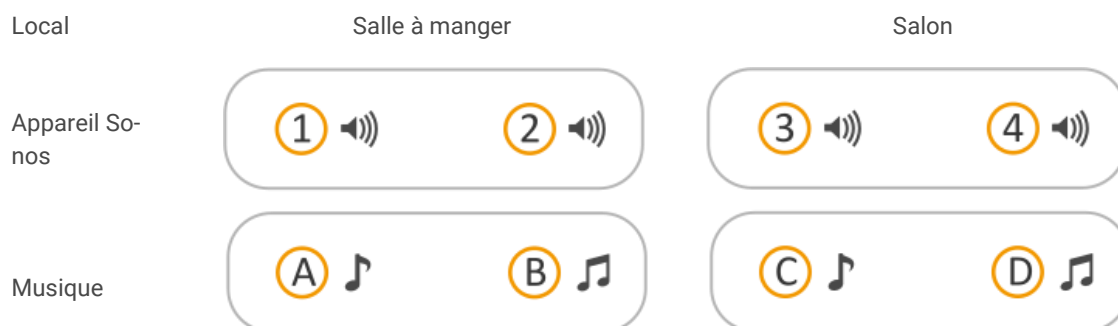 Local Salle à manger Salon
Appareil So-
nos
1 2 3 4
Musique
A B C D